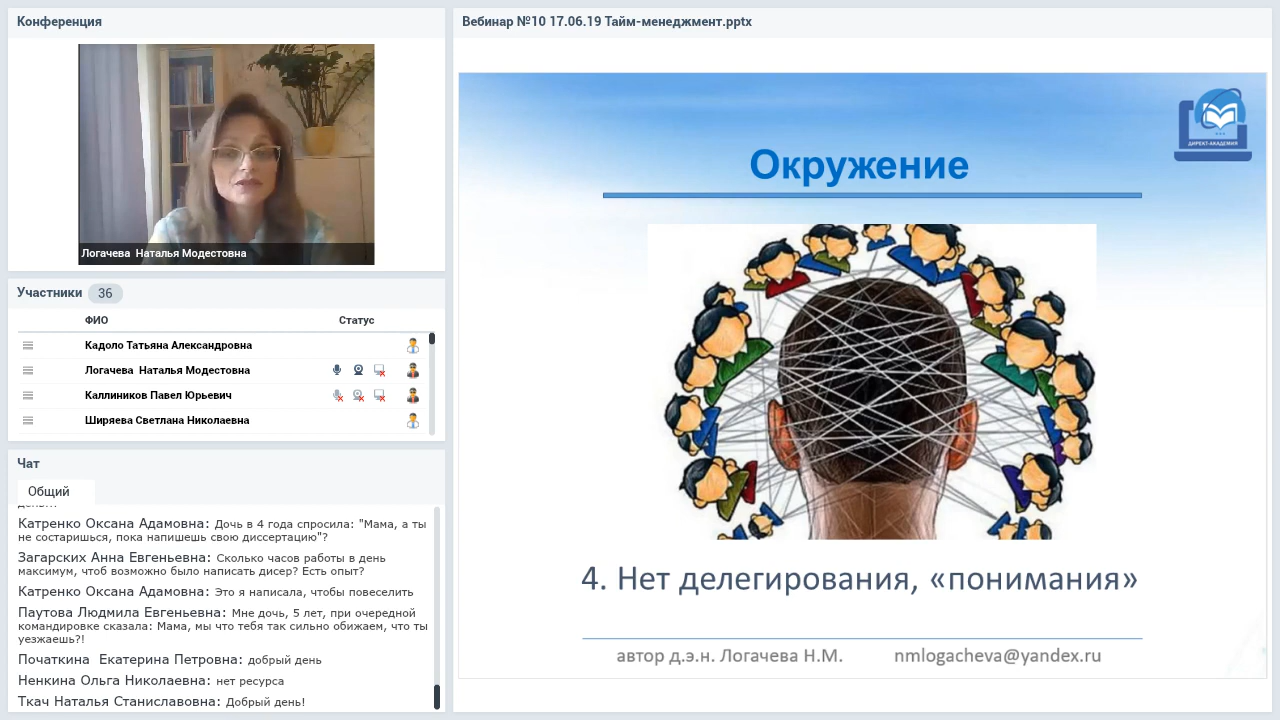 Конференция
Логачева  Наталья Модестовна
Участники 36
ФИО Статус
Кадоло Татьяна Александровна
Логачева  Наталья Модестовна
Каллиников Павел Юрьевич
Ширяева Светлана Николаевна
Чат
Общий
Катренко Оксана Адамовна: Дочь в 4 года спросила: "Мама, а ты
не состаришься, пока напишешь свою диссертацию"?
Загарских Анна Евгеньевна: Сколько часов работы в день
максимум, чтоб возможно было написать дисер? Есть опыт?
Катренко Оксана Адамовна: Это я написала, чтобы повеселить
Паутова Людмила Евгеньевна: Мне дочь, 5 лет, при очередной
командировке сказала: Мама, мы что тебя так сильно обижаем, что ты
уезжаешь?!
Початкина  Екатерина Петровна: добрый день
Ненкина Ольга Николаевна: нет ресурса
Ткач Наталья Станиславовна: Добрый день!
Вебинар №10 17.06.19 Тайм-менеджмент.pptx
ДИРЕКТ-АКАДЕМИЯ
Окружение
4. Нет делегирования, «понимания»
автор д.э.н. Логачева Н.М. nmlogacheva@yandex.ru